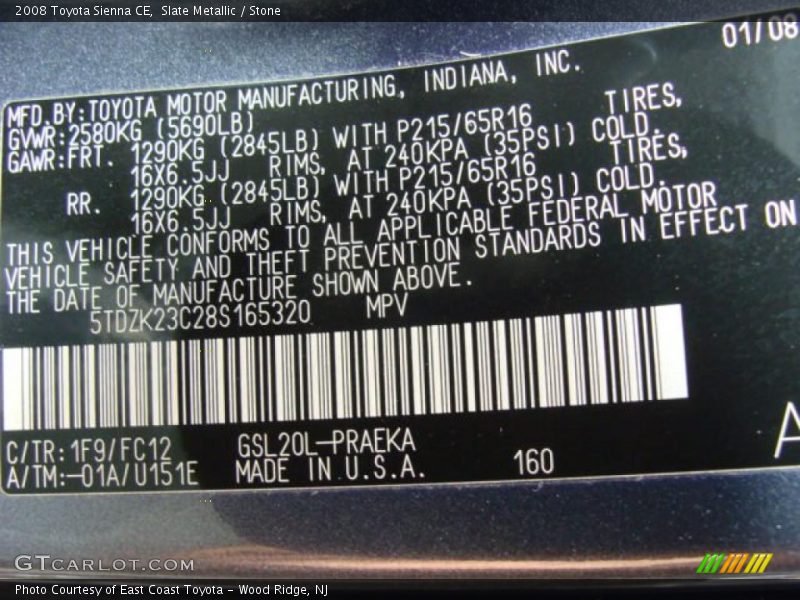 2008 Toyota Sienna CE, Slate Metallic / Stone
01/08
MFD.BY:TOYOTA MOTOR MANUFACTURING, INDIANA, INC.
GVWR:2580KG (5690LB)
GAWR:FRT. 1290KG (2845LB) WITH P215/65R16 TIRES,
16X6.5JJ RIMS, AT 240KPA (35PSI) COLD.
RR. 1290KG (2845LB) WITH P215/65R16 TIRES,
16X6.5JJ RIMS, AT 240KPA (35PSI) COLD.
THIS VEHICLE CONFORMS TO ALL APPLICABLE FEDERAL MOTOR
VEHICLE SAFETY AND THEFT PREVENTION STANDARDS IN EFFECT ON
THE DATE OF MANUFACTURE SHOWN ABOVE.
5TDZK23C28S165320 MPV
C/TR:1F9/FC12 GSL20L-PRAEKA
A/TM:-01A/U151E MADE IN U.S.A. 160
A
GTCARLOT.COM
Photo Courtesy of East Coast Toyota - Wood Ridge, NJ